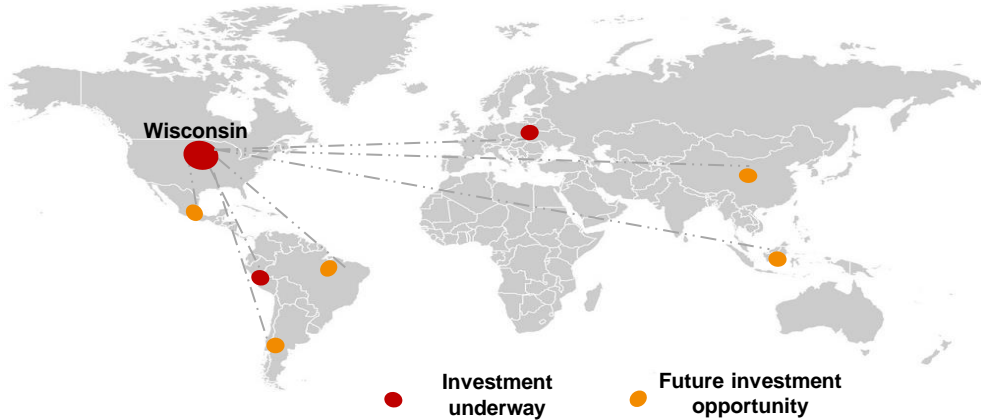 Wisconsin
Investment
underway
Future investment
opportunity